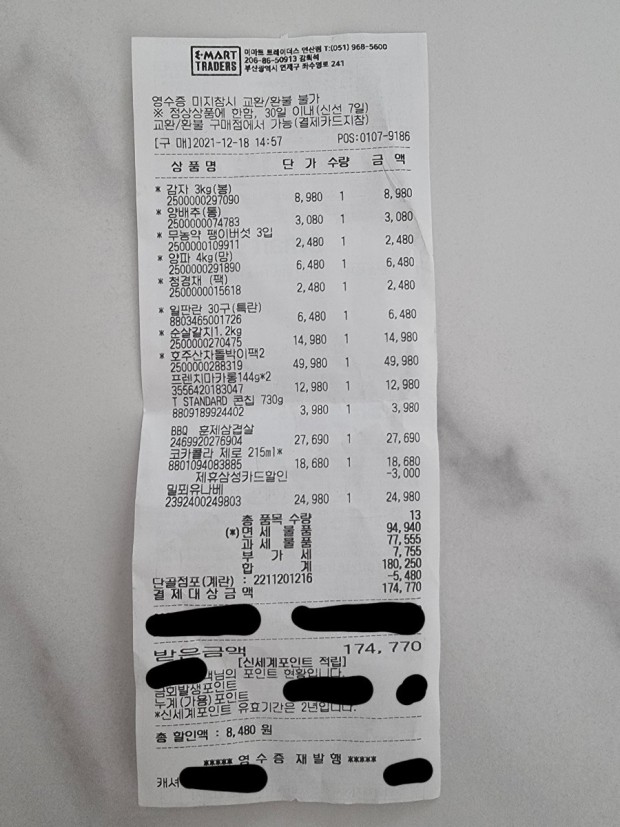 E·MART
TRADERS
이마트 트레이더스 연산점 T:(051) 968-5600
206-86-50913 강희석
부산광역시 연제구 좌수영로 241
영수증 미지참시 교환/환불 불가
※ 정상상품에 한함, 30일 이내(신선 7일)
교환/환불 구매점에서 가능(결제카드지참)
[구 매]2021-12-18 14:57 POS:0107-9186
상 품 명 단 가 수량 금 액
* 감자 3kg(봉)
2500000297090 8,980 1 8,980
* 양배추(통)
2500000074783 3,080 1 3,080
* 무농약 팽이버섯 3입
2500000109911 2,480 1 2,480
* 양파 4kg(망)
2500000291890 6,480 1 6,480
* 청경채 (팩)
2500000015618 2,480 1 2,480
* 일판란 30구(특란)
8803465001726 6,480 1 6,480
* 순살갈치1.2kg
2500000270475 14,980 1 14,980
* 호주산차돌박이팩2
2500000288319 49,980 1 49,980
프렌치마카롱144g*2
3556420183047 12,980 1 12,980
T STANDARD 콘칩 730g
8809189924402 3,980 1 3,980
BBQ 훈제삼겹살
2469920276904 27,690 1 27,690
코카콜라 제로 215ml*
8801094083885 18,680 1 18,680
제휴삼성카드할인 -3,000
밀푀유나베
2392400249803 24,980 1 24,980
총 품목 수량 13
(*)면 세 물 품 94,940
과 세 물 품 77,555
부 가 세 7,755
합 계 180,250
단골점포(계란) : 2211201216 -5,480
결 제 대 상 금 액 174,770
받은금액 174,770
[신세계포인트 적립]
님의 포인트 현황입니다.
금회발생포인트
누계(가용)포인트
*신세계포인트 유효기간은 2년입니다.
총 할인액 : 8,480 원
***** 영 수 증 재 발 행 *****
캐셔